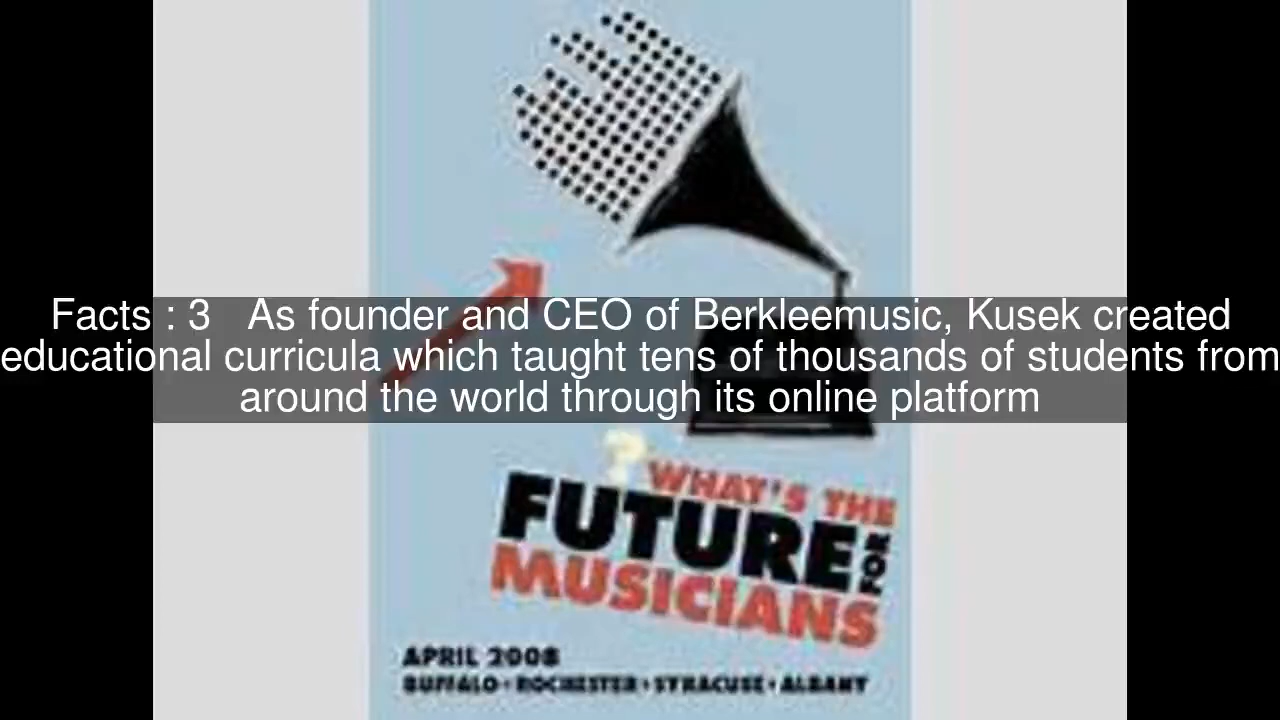 Facts : 3   As founder and CEO of Berkleemusic, Kusek created
educational curricula which taught tens of thousands of students from
around the world through its online platform
?
WHAT'S THE
FUTURE FOR
MUSICIANS
APRIL 2008
BUFFALO · ROCHESTER · SYRACUSE · ALBANY